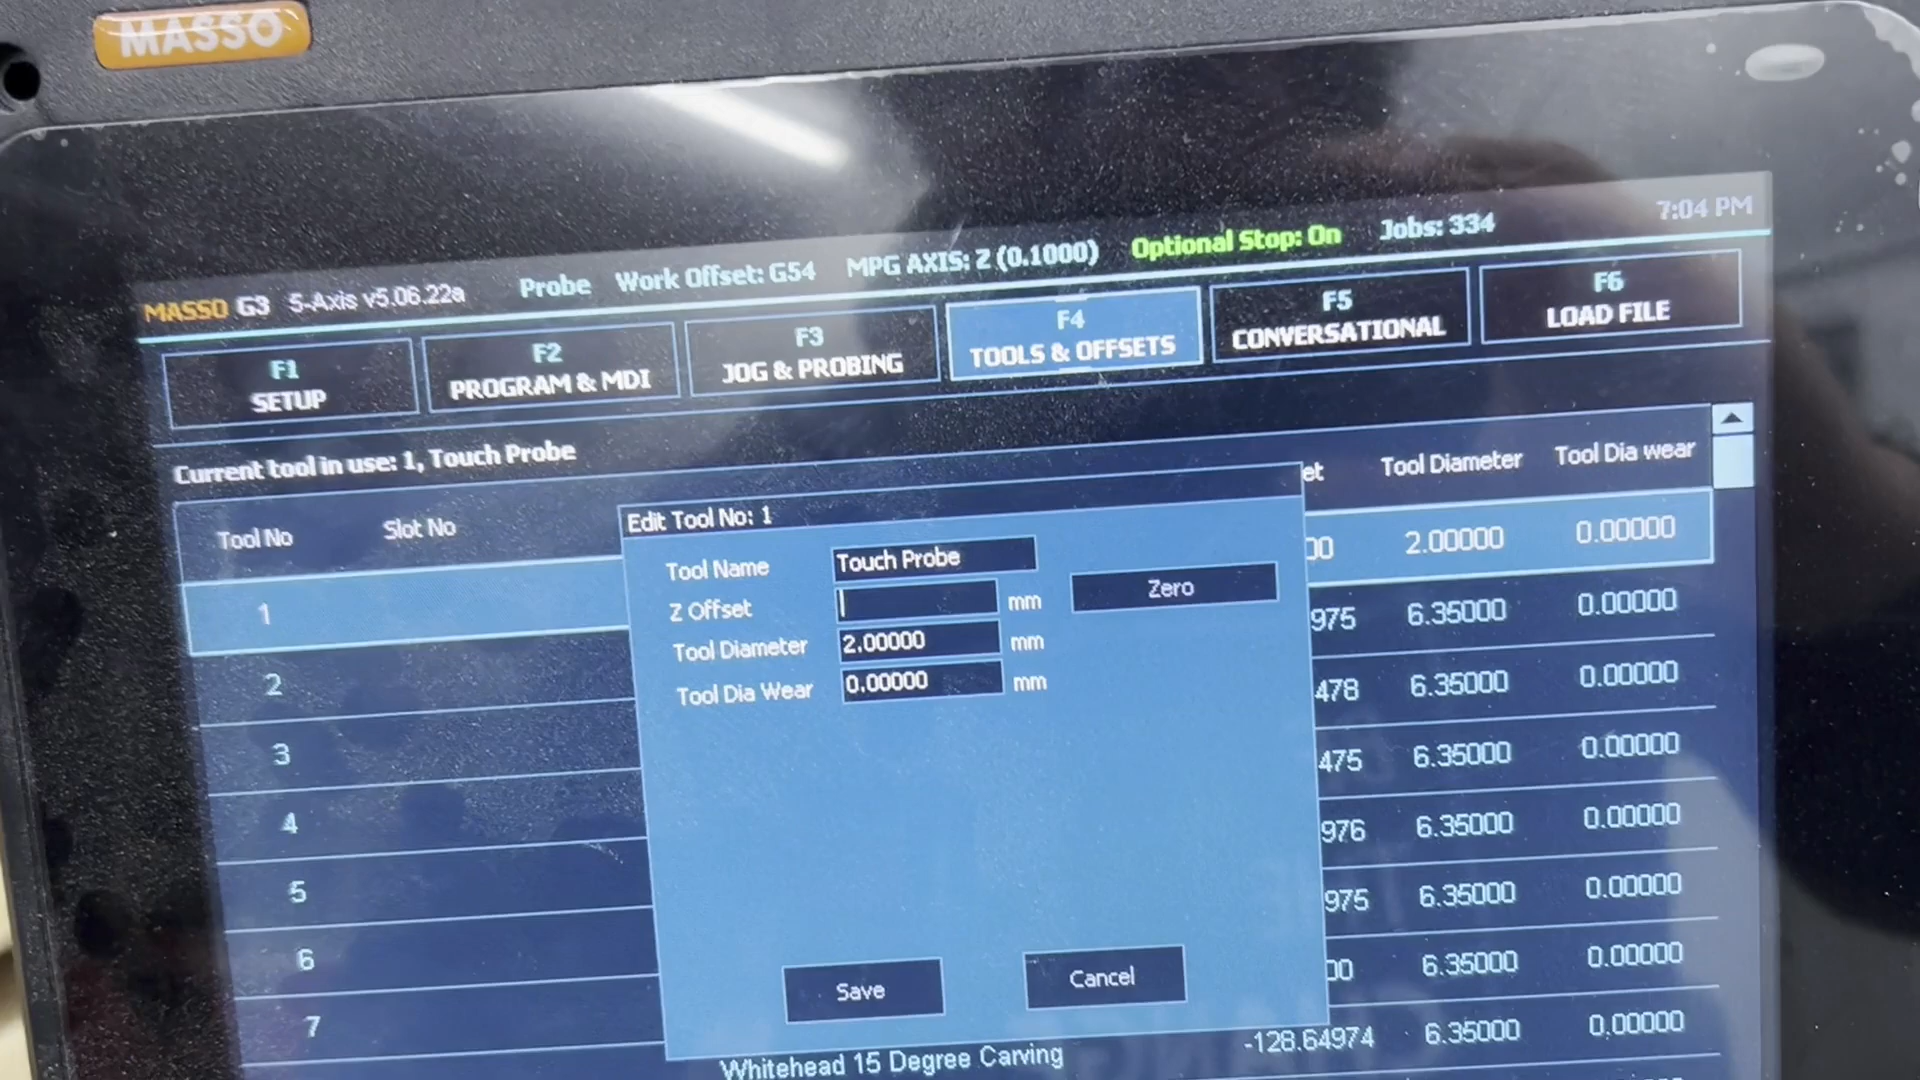 MASSO
7:04 PM
MASSO G3 5-Axis v5.06.22a Probe Work Offset: G54 MPG AXIS: Z (0.1000) Optional Stop: On Jobs: 334
F1 F2 F3 F4 F5 F6
SETUP PROGRAM & MDI JOG & PROBING TOOLS & OFFSETS CONVERSATIONAL LOAD FILE
Current tool in use: 1, Touch Probe
Tool No Slot No et Tool Diameter Tool Dia wear
Edit Tool No: 1
Tool Name Touch Probe
Z Offset mm Zero
Tool Diameter 2.00000 mm
Tool Dia Wear 0.00000 mm
Save Cancel
1 00 2.00000 0.00000
2 975 6.35000 0.00000
3 478 6.35000 0.00000
4 475 6.35000 0.00000
5 976 6.35000 0.00000
6 975 6.35000 0.00000
7 00 6.35000 0.00000
Whitehead 15 Degree Carving -128.64974 6.35000 0.00000